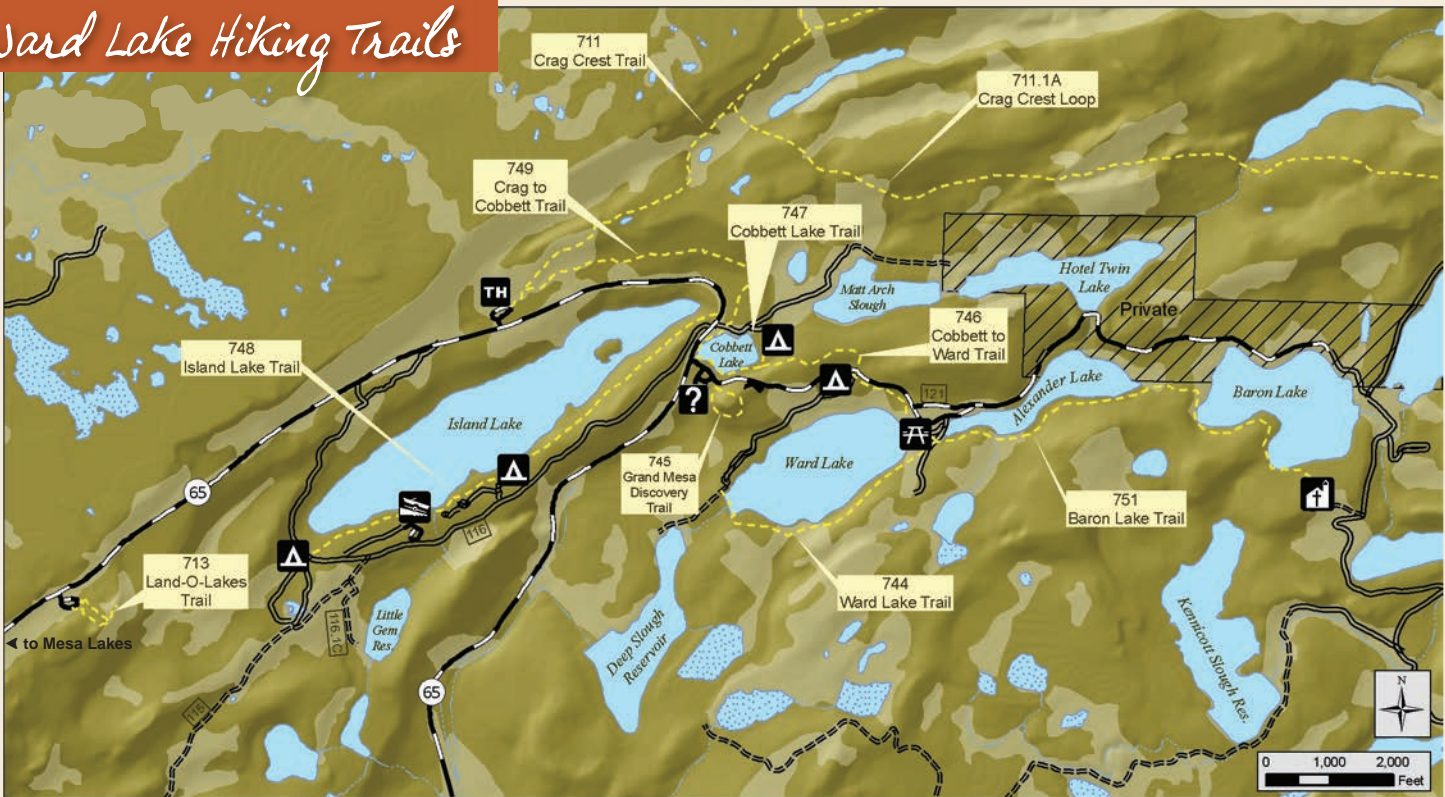 Ward Lake Hiking Trails
711
Crag Crest Trail
711.1A
Crag Crest Loop
749
Crag to
Cobbett Trail
747
Cobbett Lake Trail
TH
Matt Arch
Slough
Hotel Twin
Lake
Private
746
Cobbett to
Ward Trail
748
Island Lake Trail
Cobbett
Lake
?
121
Alexander Lake
Baron Lake
Island Lake
65
745
Grand Mesa
Discovery
Trail
Ward Lake
751
Baron Lake Trail
116
713
Land-O-Lakes
Trail
744
Ward Lake Trail
◄ to Mesa Lakes
116.1C
Little
Gem
Res.
Deep Slough
Reservoir
Kennicott Slough Res.
115
65
N
0 1,000 2,000
Feet